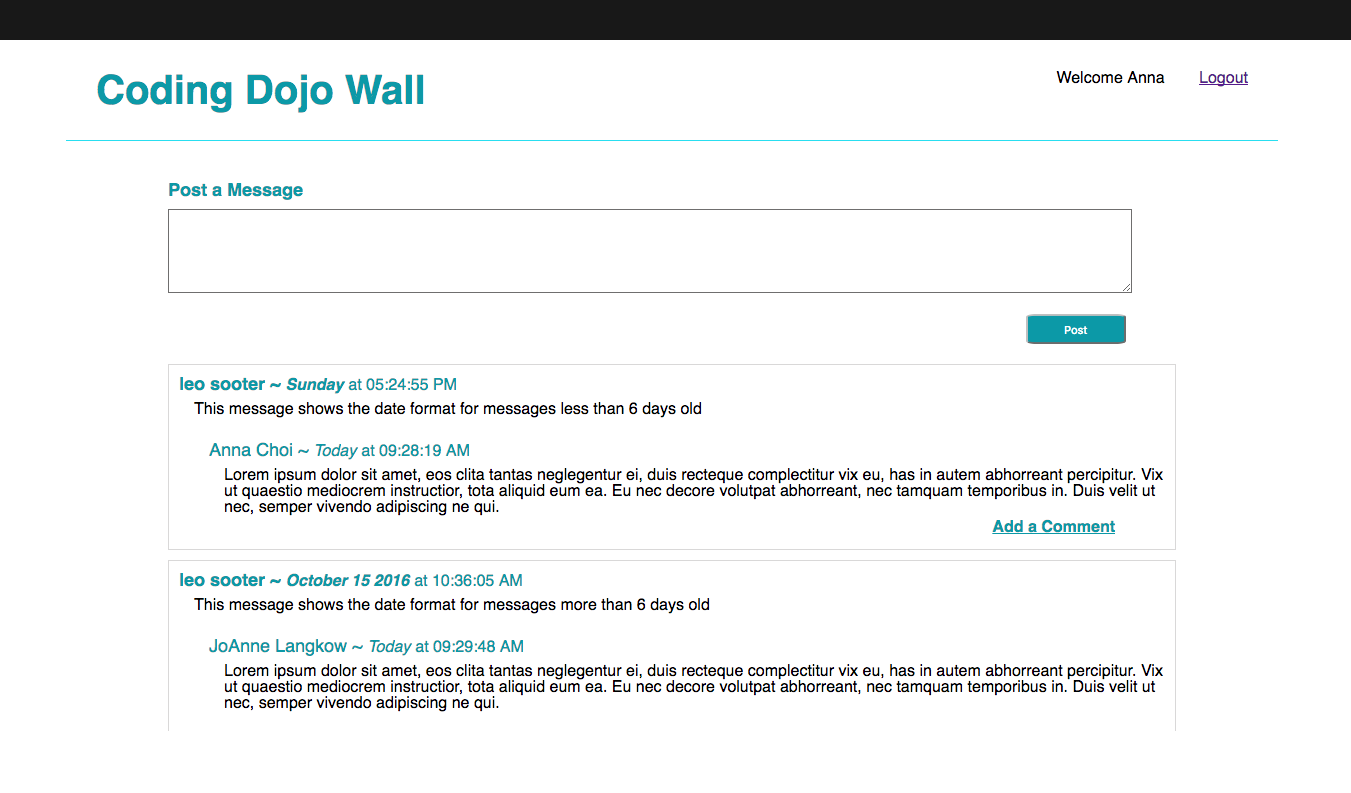 Coding Dojo Wall
Welcome Anna Logout
Post a Message
Post
leo sooter ~ Sunday at 05:24:55 PM
This message shows the date format for messages less than 6 days old
Anna Choi ~ Today at 09:28:19 AM
Lorem ipsum dolor sit amet, eos clita tantas neglegentur ei, duis recteque complectitur vix eu, has in autem abhorreant percipitur. Vix
ut quaestio mediocrem instructior, tota aliquid eum ea. Eu nec decore volutpat abhorreant, nec tamquam temporibus in. Duis velit ut
nec, semper vivendo adipiscing ne qui.
Add a Comment
leo sooter ~ October 15 2016 at 10:36:05 AM
This message shows the date format for messages more than 6 days old
JoAnne Langkow ~ Today at 09:29:48 AM
Lorem ipsum dolor sit amet, eos clita tantas neglegentur ei, duis recteque complectitur vix eu, has in autem abhorreant percipitur. Vix
ut quaestio mediocrem instructior, tota aliquid eum ea. Eu nec decore volutpat abhorreant, nec tamquam temporibus in. Duis velit ut
nec, semper vivendo adipiscing ne qui.